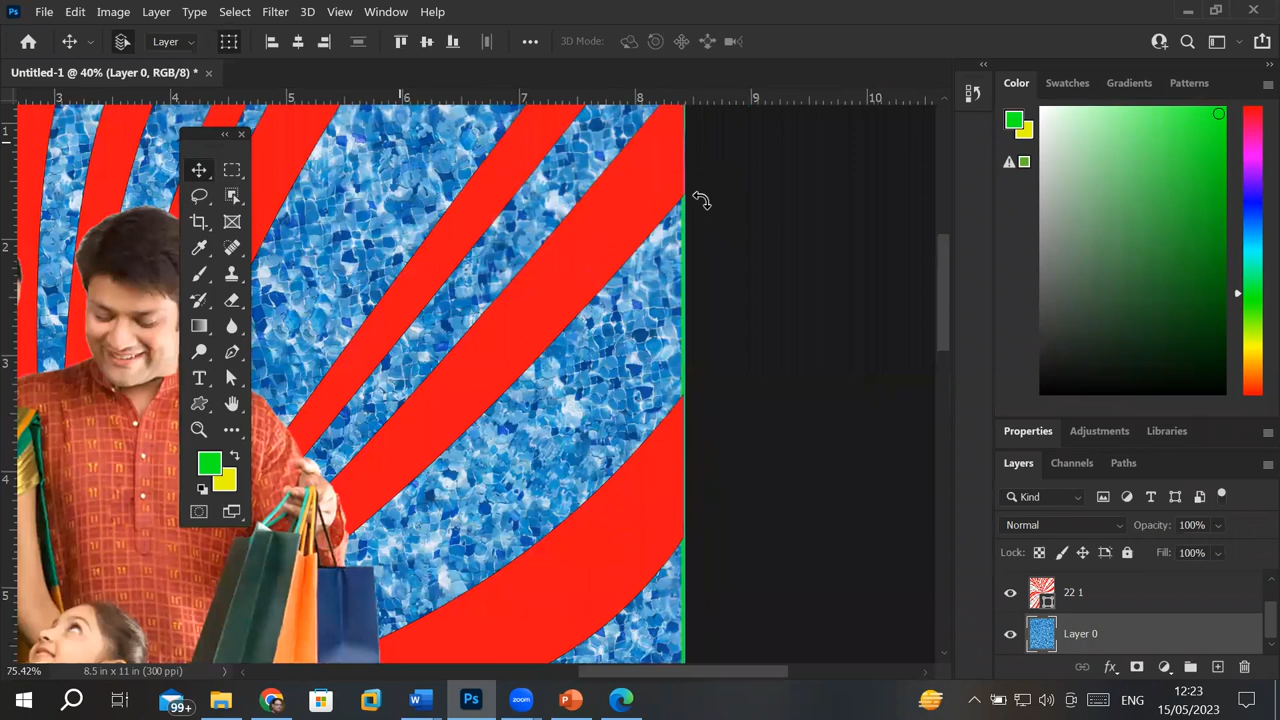 Ps File Edit Image Layer Type Select Filter 3D View Window Help
Layer 3D Mode:
Untitled-1 @ 40% (Layer 0, RGB/8) *
3 4 5 6 7 8 9 10
1
2
3
4
5
Color Swatches Gradients Patterns
Properties Adjustments Libraries
Layers Channels Paths
Kind
Normal Opacity: 100%
Lock: Fill: 100%
22 1
Layer 0
75.42% 8.5 in x 11 in (300 ppi)
99+ W Ps zoom P ENG
12:23
15/05/2023